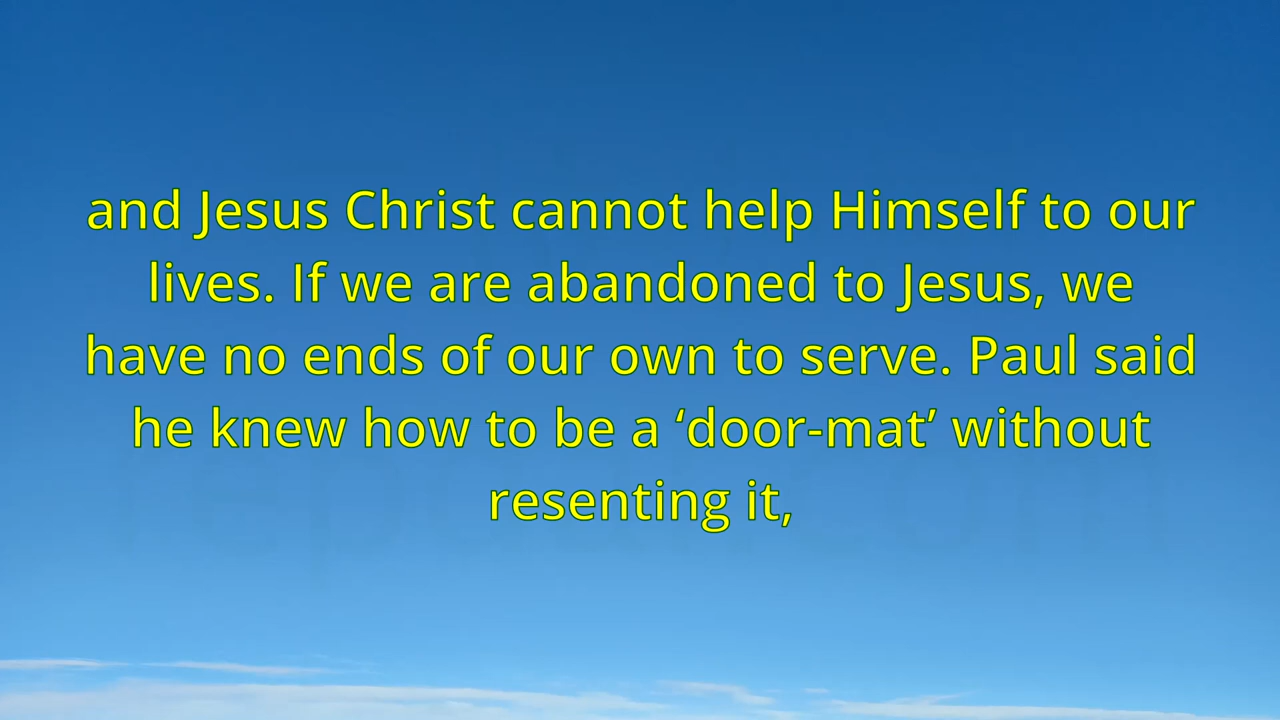 and Jesus Christ cannot help Himself to our
lives. If we are abandoned to Jesus, we
have no ends of our own to serve. Paul said
he knew how to be a ‘door-mat’ without
resenting it,